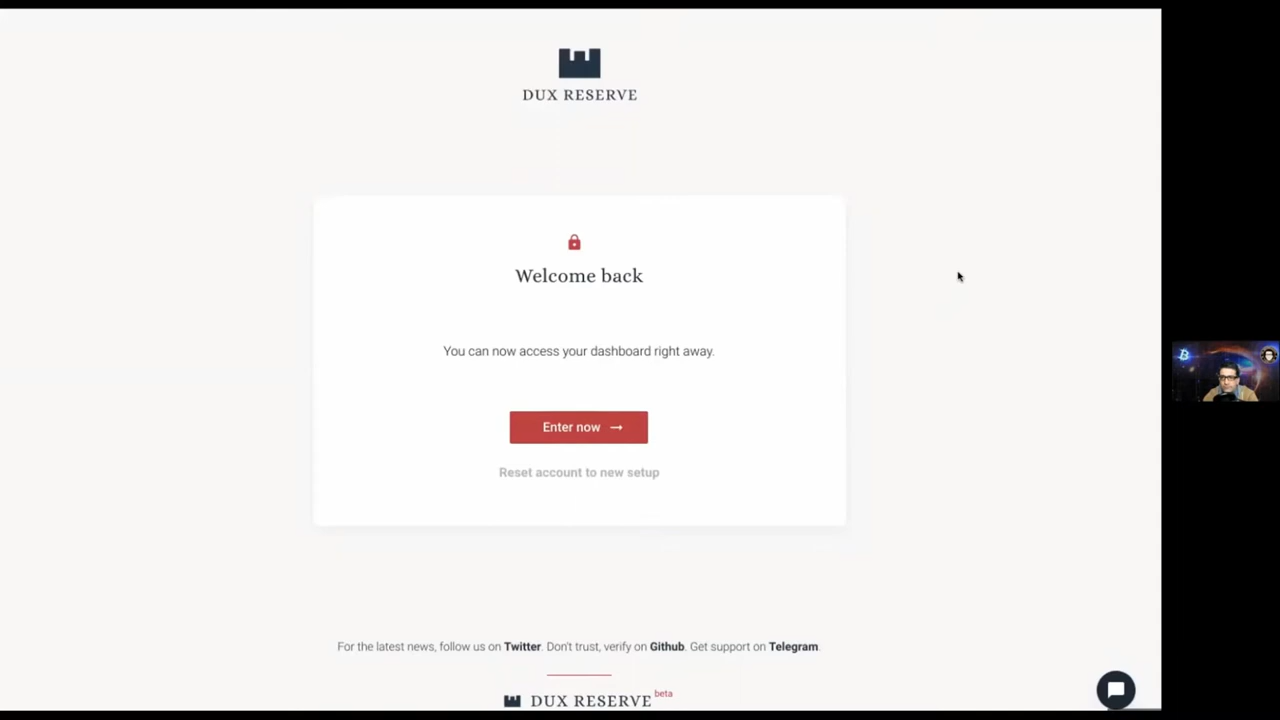 DUX RESERVE
Welcome back
You can now access your dashboard right away.
Enter now →
Reset account to new setup
For the latest news, follow us on Twitter. Don't trust, verify on Github. Get support on Telegram.
DUX RESERVE beta